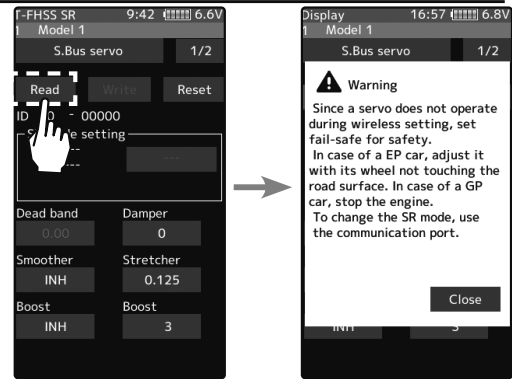 T-FHSS SR 9:42 6.6V
1 Model 1
S.Bus servo 1/2
Read Write Reset
ID - 00000
setting
---
--- ---
Dead band Damper
0.00 0
Smoother Stretcher
INH 0.125
Boost Boost
INH 3
Display 16:57 6.8V
1 Model 1
S.Bus servo 1/2
Warning
Since a servo does not operate
during wireless setting, set
fail-safe for safety.
In case of a EP car, adjust it
with its wheel not touching the
road surface. In case of a GP
car, stop the engine.
To change the SR mode, use
the communication port.
Close
INH 3